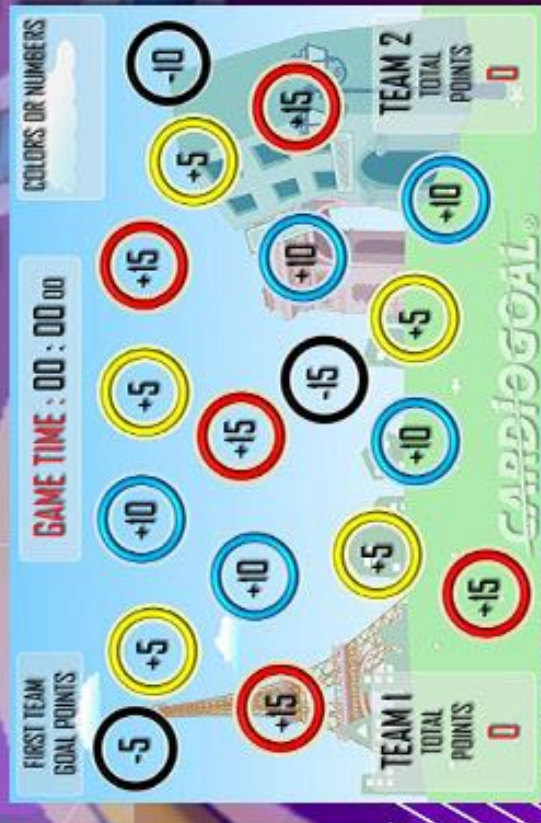 FIRST TEAM
GOAL POINTS
GAME TIME : 00 : 00 00
COLORS OR NUMBERS
-5
+5
+10
+5
+15
+5
-10
+15
+10
+15
+10
+15
-15
+5
+10
+5
+10
+15
TEAM 1
TOTAL
POINTS
0
TEAM 2
TOTAL
POINTS
0
CARDIOGOAL®